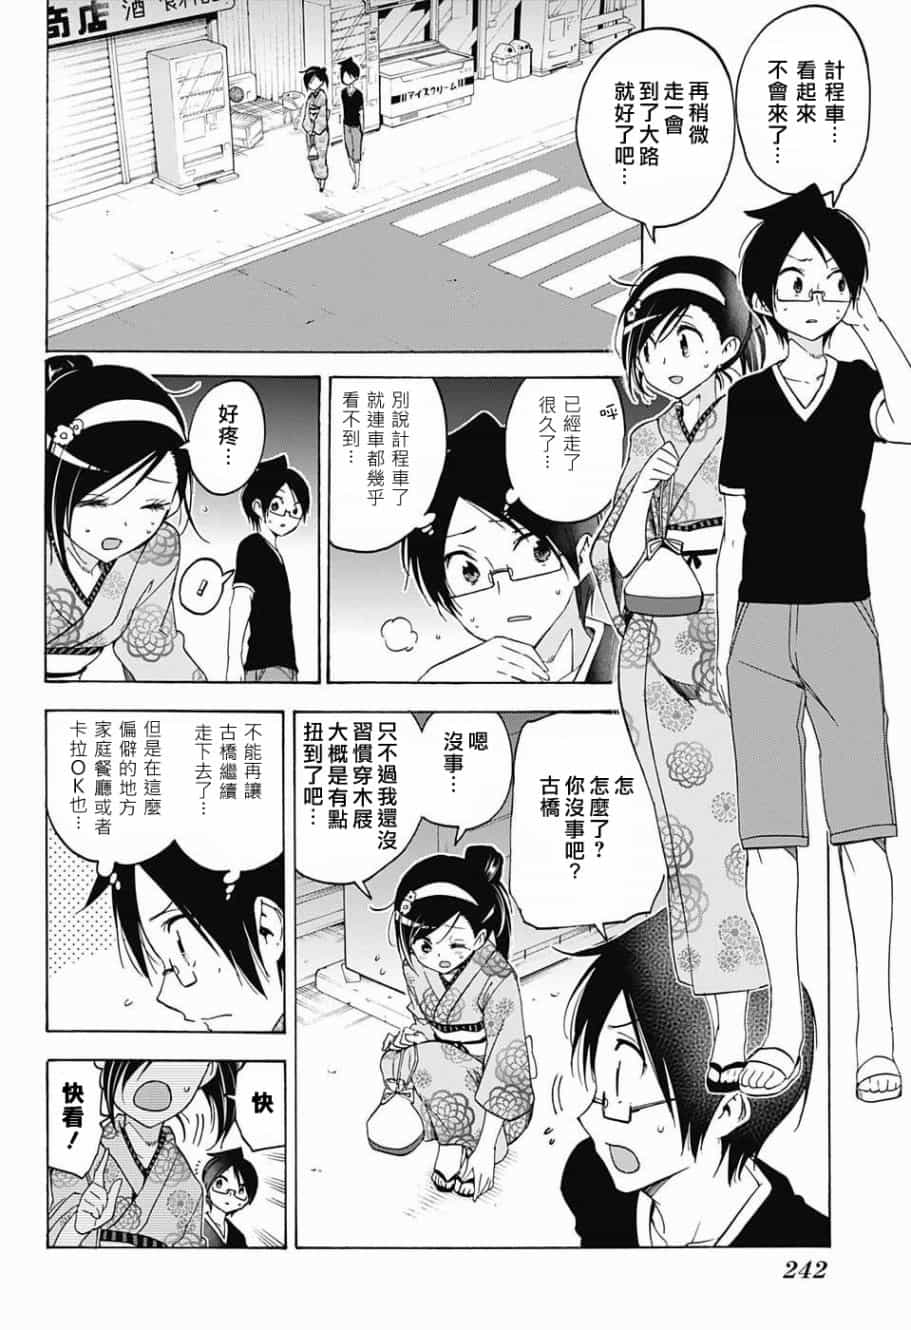 計程車…
看起來
不會來了…
再稍微
走一會
到了大路
就好了吧…
商店
酒
アイスクリーム
呼
已經走了
很久了…
別說計程車了
就連車都幾乎
看不到…
好疼…
…!
怎
怎麼了?
你沒事吧?
古橋
嗯
沒事…
只不過我還沒
習慣穿木屐
大概是有點
扭到了吧…
不能再讓
古橋繼續
走下去了…
但是在這麼
偏僻的地方
家庭餐廳或者
卡拉OK也…
快
快看!
242